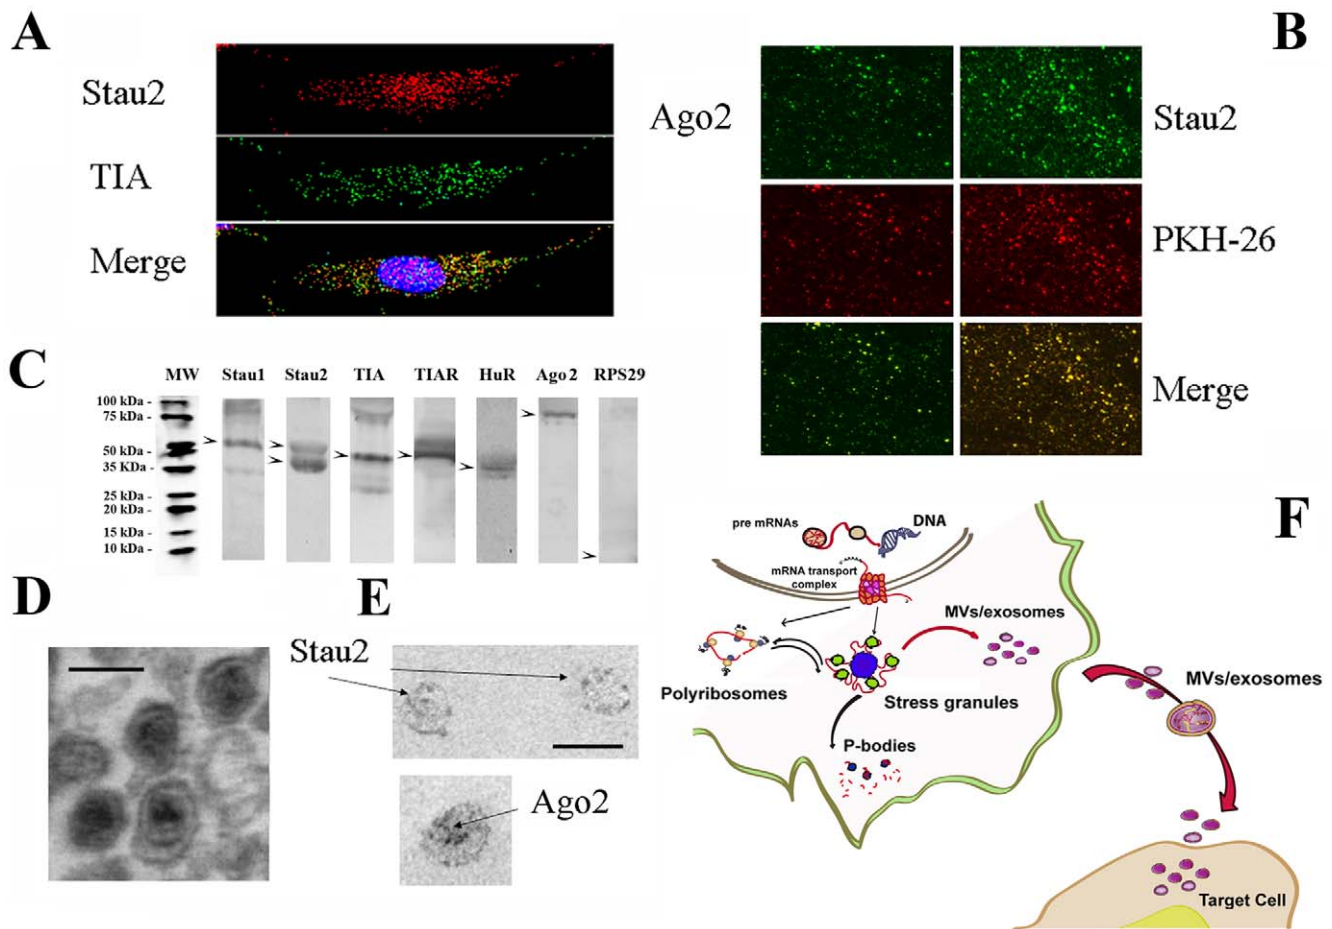 A
Stau2
TIA
Merge
B
Ago2
Stau2
PKH-26
Merge
C
MW Stau1 Stau2 TIA TIAR HuR Ago2 RPS29
100 kDa -
75 kDa -
50 kDa -
35 KDa -
25 kDa -
20 kDa -
15 kDa -
10 kDa -
D
E
Stau2
Ago2
F
pre mRNAs
DNA
mRNA transport
complex
MVs/exosomes
Polyribosomes
Stress granules
P-bodies
MVs/exosomes
Target Cell